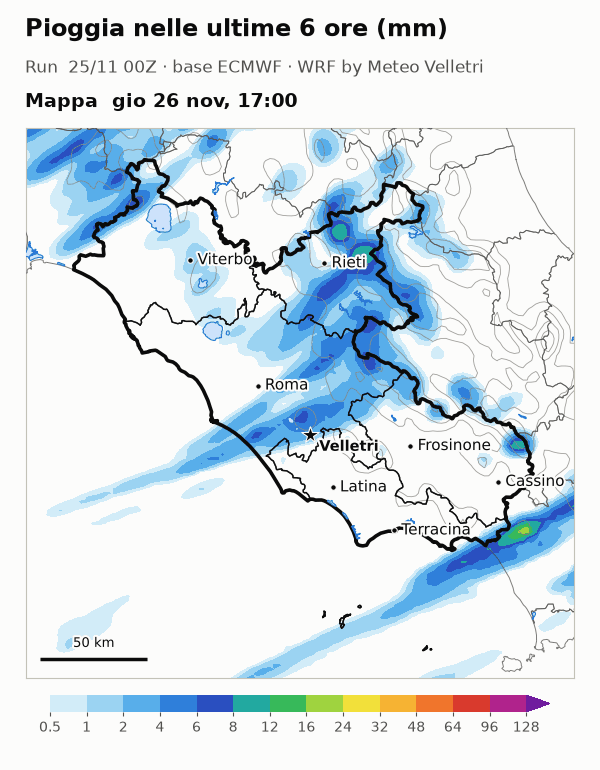 Pioggia nelle ultime 6 ore (mm)
Run  25/11 00Z · base ECMWF · WRF by Meteo Velletri
Mappa  gio 26 nov, 17:00
Viterbo
Rieti
Roma
Velletri
Frosinone
Cassino
Latina
Terracina
50 km
0.5 1 2 4 6 8 12 16 24 32 48 64 96 128